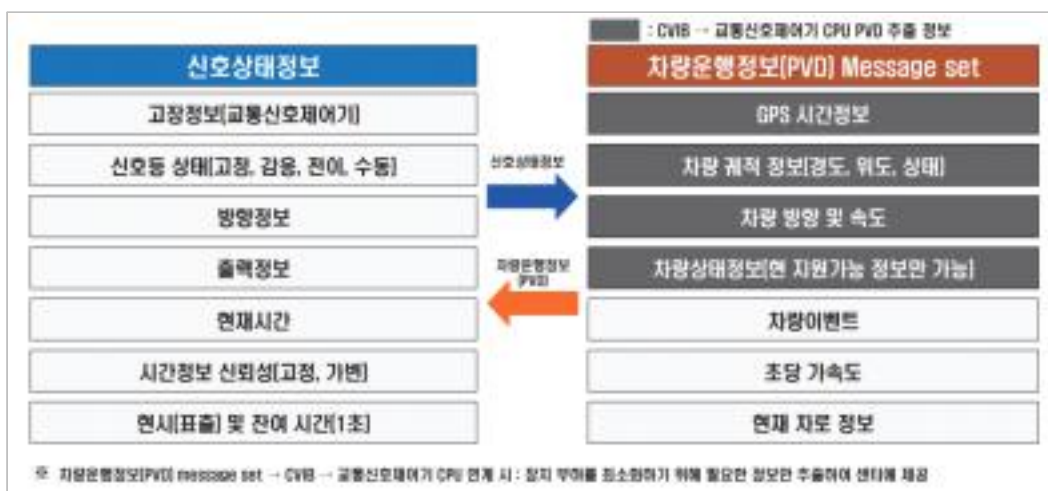 : CVIB → 교통신호제어기 CPU PVD 추출 정보
신호상태정보
고장정보(교통신호제어기)
신호등 상태(고정, 감응, 전이, 수동)
방향정보
출력정보
현재시간
시간정보 신뢰성(고정, 가변)
현시(표출) 및 잔여 시간(1초)
신호상태정보
차량운행정보
(PVD)
차량운행정보(PVD) Message set
GPS 시간정보
차량 궤적 정보(경도, 위도, 상태)
차량 방향 및 속도
차량상태정보(현 지원가능 정보만 가능)
차량이벤트
초당 가속도
현재 차로 정보
※ 차량운행정보(PVD) message set → CVIB → 교통신호제어기 CPU 연계 시 : 장치 부하를 최소화하기 위해 필요한 정보만 추출하여 센터에 제공